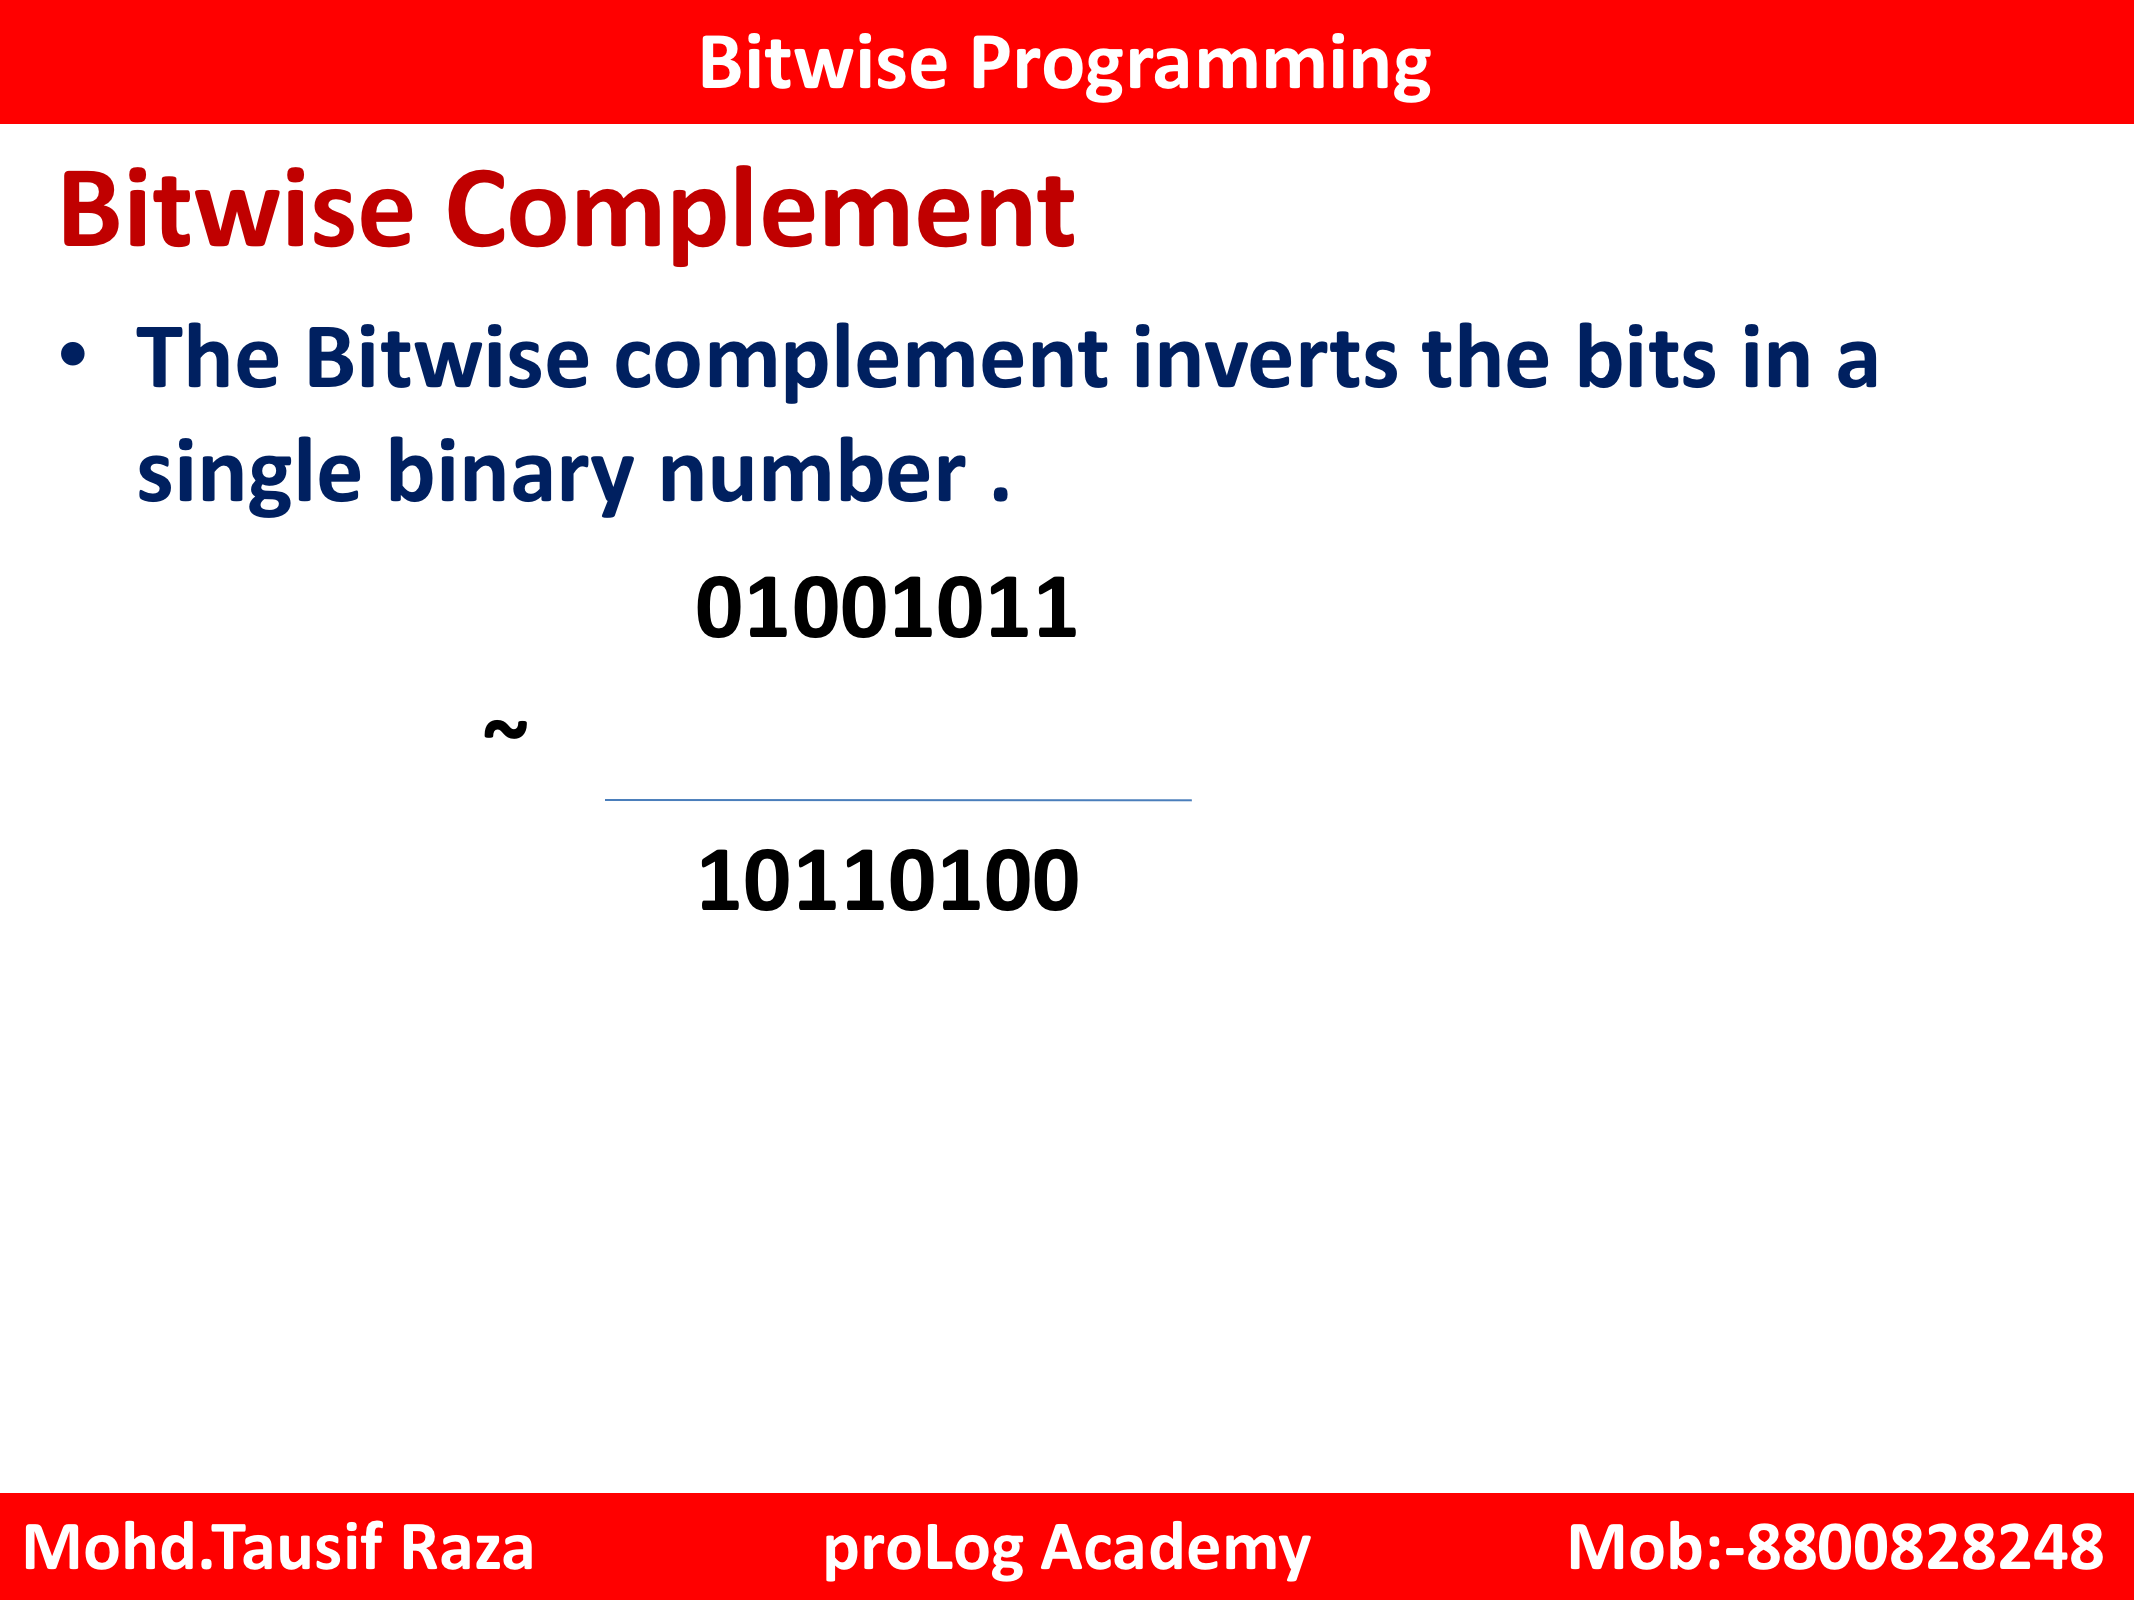 Bitwise Programming
Bitwise Complement
• The Bitwise complement inverts the bits in a
single binary number .
01001011
~
10110100
Mohd.Tausif Raza proLog Academy Mob:-8800828248